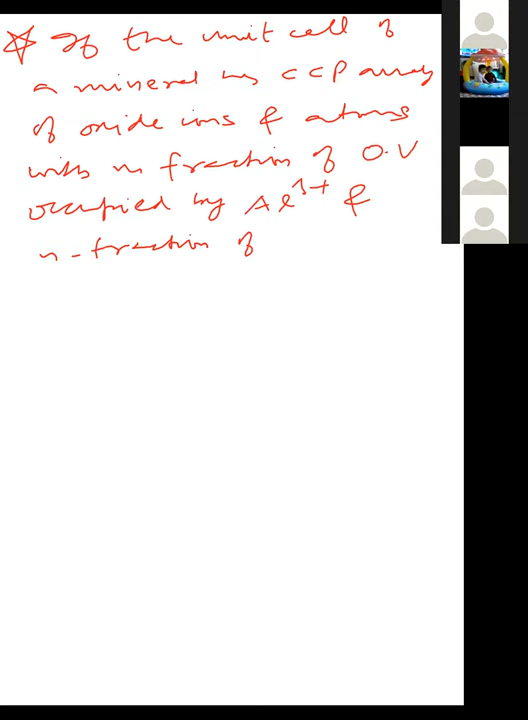 ☆ If the unit cell of
a mineral has CCP array
of oxide ions & atoms
with m fraction of O.V
occupied by Al3+ &
n-fraction of